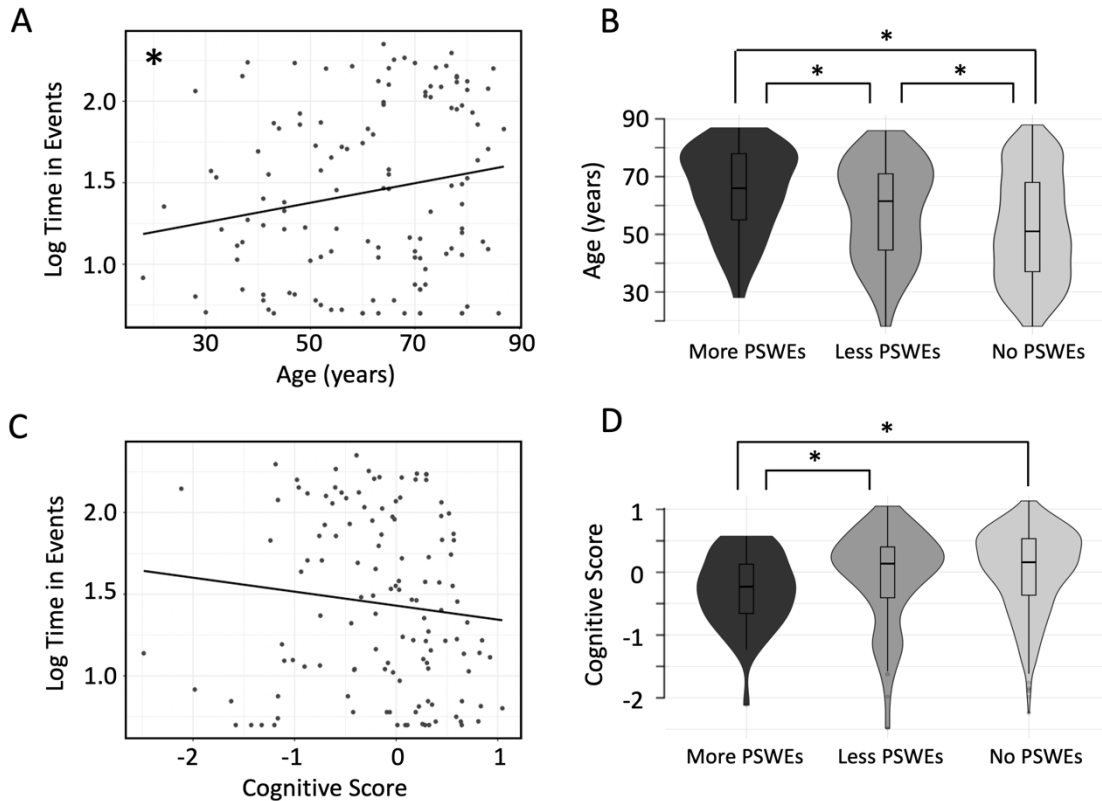 A
*
Log Time in Events
2.0
1.5
1.0
30 50 70 90
Age (years)
B
*
* *
Age (years)
90
70
50
30
More PSWEs Less PSWEs No PSWEs
C
Log Time in Events
2.0
1.5
1.0
-2 -1 0 1
Cognitive Score
D
*
*
Cognitive Score
1
0
-1
-2
More PSWEs Less PSWEs No PSWEs